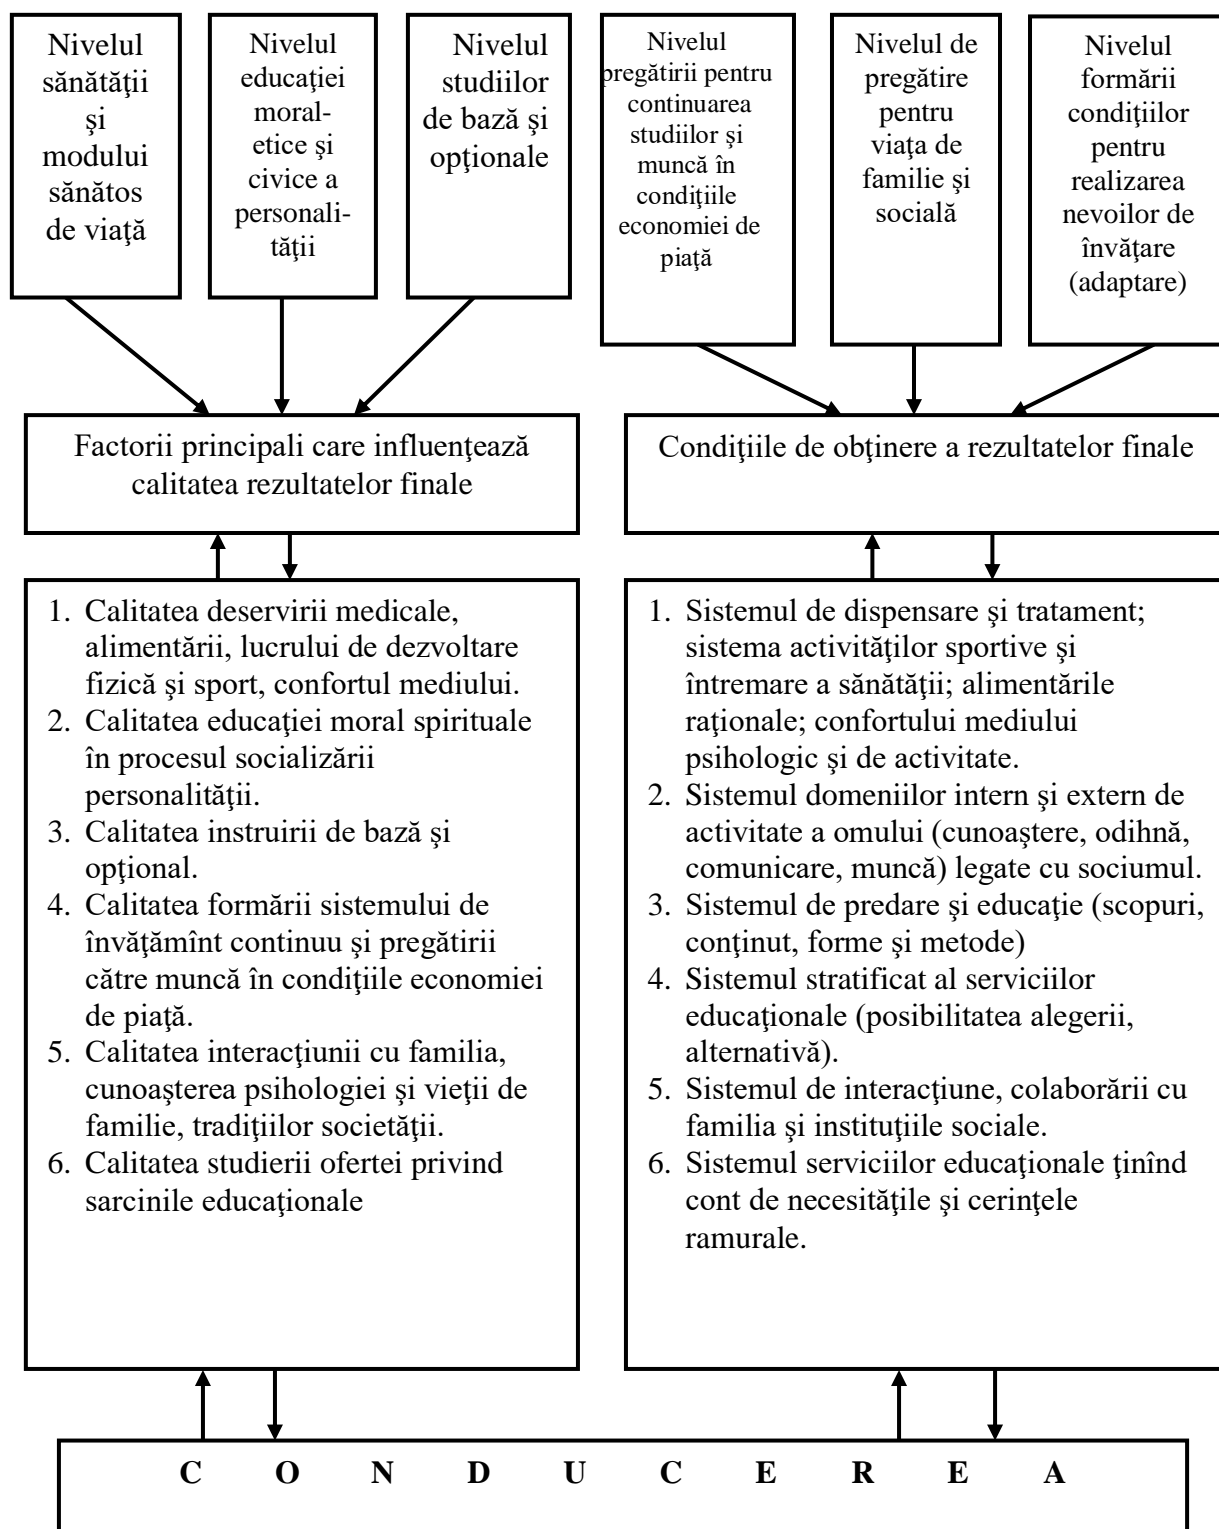 Nivelul
sănătăţii
şi
modului
sănătos
de viaţă
Nivelul
educaţiei
moral-
etice şi
civice a
personali-
tăţii
Nivelul
studiilor
de bază şi
opţionale
Nivelul
pregătirii pentru
continuarea
studiilor şi
muncă în
condiţiile
economiei de
piaţă
Nivelul de
pregătire
pentru
viaţa de
familie şi
socială
Nivelul
formării
condiţiilor
pentru
realizarea
nevoilor de
învăţare
(adaptare)
Factorii principali care influenţează
calitatea rezultatelor finale
Condiţiile de obţinere a rezultatelor finale
1. Calitatea deservirii medicale,
alimentării, lucrului de dezvoltare
fizică şi sport, confortul mediului.
2. Calitatea educaţiei moral spirituale
în procesul socializării
personalităţii.
3. Calitatea instruirii de bază şi
opţional.
4. Calitatea formării sistemului de
învăţămînt continuu şi pregătirii
către muncă în condiţiile economiei
de piaţă.
5. Calitatea interacţiunii cu familia,
cunoaşterea psihologiei şi vieţii de
familie, tradiţiilor societăţii.
6. Calitatea studierii ofertei privind
sarcinile educaţionale
1. Sistemul de dispensare şi tratament;
sistema activităţilor sportive şi
întremare a sănătăţii; alimentările
raţionale; confortului mediului
psihologic şi de activitate.
2. Sistemul domeniilor intern şi extern de
activitate a omului (cunoaştere, odihnă,
comunicare, muncă) legate cu sociumul.
3. Sistemul de predare şi educaţie (scopuri,
conţinut, forme şi metode)
4. Sistemul stratificat al serviciilor
educaţionale (posibilitatea alegerii,
alternativă).
5. Sistemul de interacţiune, colaborării cu
familia şi instituţiile sociale.
6. Sistemul serviciilor educaţionale ţinînd
cont de necesităţile şi cerinţele
ramurale.
C O N D U C E R E A